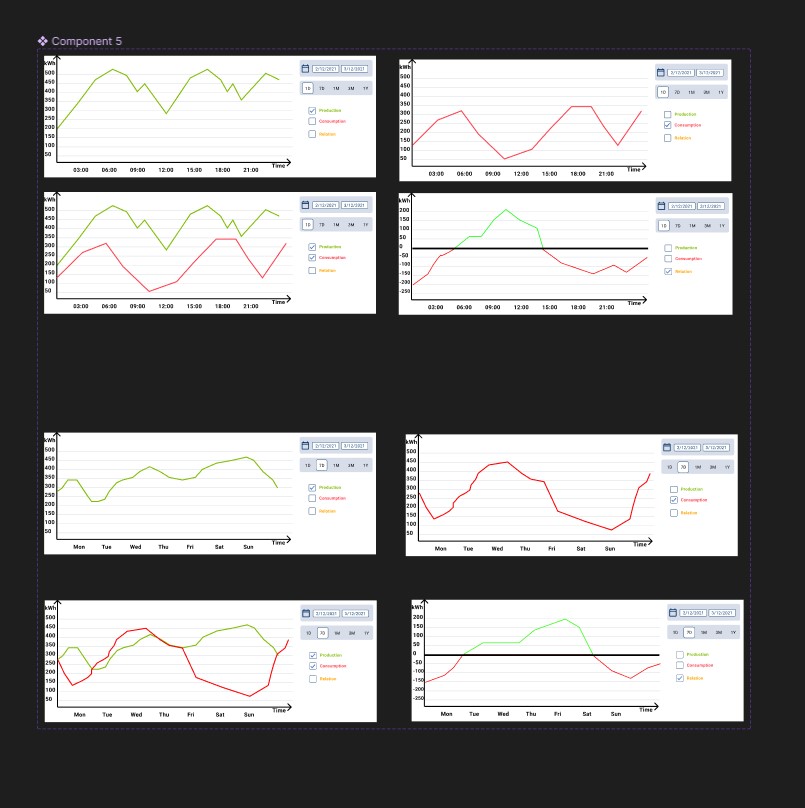 Component 5
kWh
500
450
400
350
300
250
200
150
100
50
03:00 06:00 09:00 12:00 15:00 18:00 21:00
Time
2/12/2021 3/12/2021
1D 7D 1M 3M 1Y
Production
Consumption
Relation
kWh
500
450
400
350
300
250
200
150
100
50
03:00 06:00 09:00 12:00 15:00 18:00 21:00
Time
2/12/2021 3/12/2021
1D 7D 1M 3M 1Y
Production
Consumption
Relation
kWh
500
450
400
350
300
250
200
150
100
50
03:00 06:00 09:00 12:00 15:00 18:00 21:00
Time
2/12/2021 3/12/2021
1D 7D 1M 3M 1Y
Production
Consumption
Relation
kWh
200
150
100
50
0
-50
-100
-150
-200
-250
03:00 06:00 09:00 12:00 15:00 18:00 21:00
Time
2/12/2021 3/12/2021
1D 7D 1M 3M 1Y
Production
Consumption
Relation
kWh
500
450
400
350
300
250
200
150
100
50
Mon Tue Wed Thu Fri Sat Sun
Time
2/12/2021 3/12/2021
1D 7D 1M 3M 1Y
Production
Consumption
Relation
kWh
500
450
400
350
300
250
200
150
100
50
Mon Tue Wed Thu Fri Sat Sun
Time
2/12/2021 3/12/2021
1D 7D 1M 3M 1Y
Production
Consumption
Relation
kWh
500
450
400
350
300
250
200
150
100
50
Mon Tue Wed Thu Fri Sat Sun
Time
2/12/2021 3/12/2021
1D 7D 1M 3M 1Y
Production
Consumption
Relation
kWh
200
150
100
50
0
-50
-100
-150
-200
-250
Mon Tue Wed Thu Fri Sat Sun
Time
2/12/2021 3/12/2021
1D 7D 1M 3M 1Y
Production
Consumption
Relation